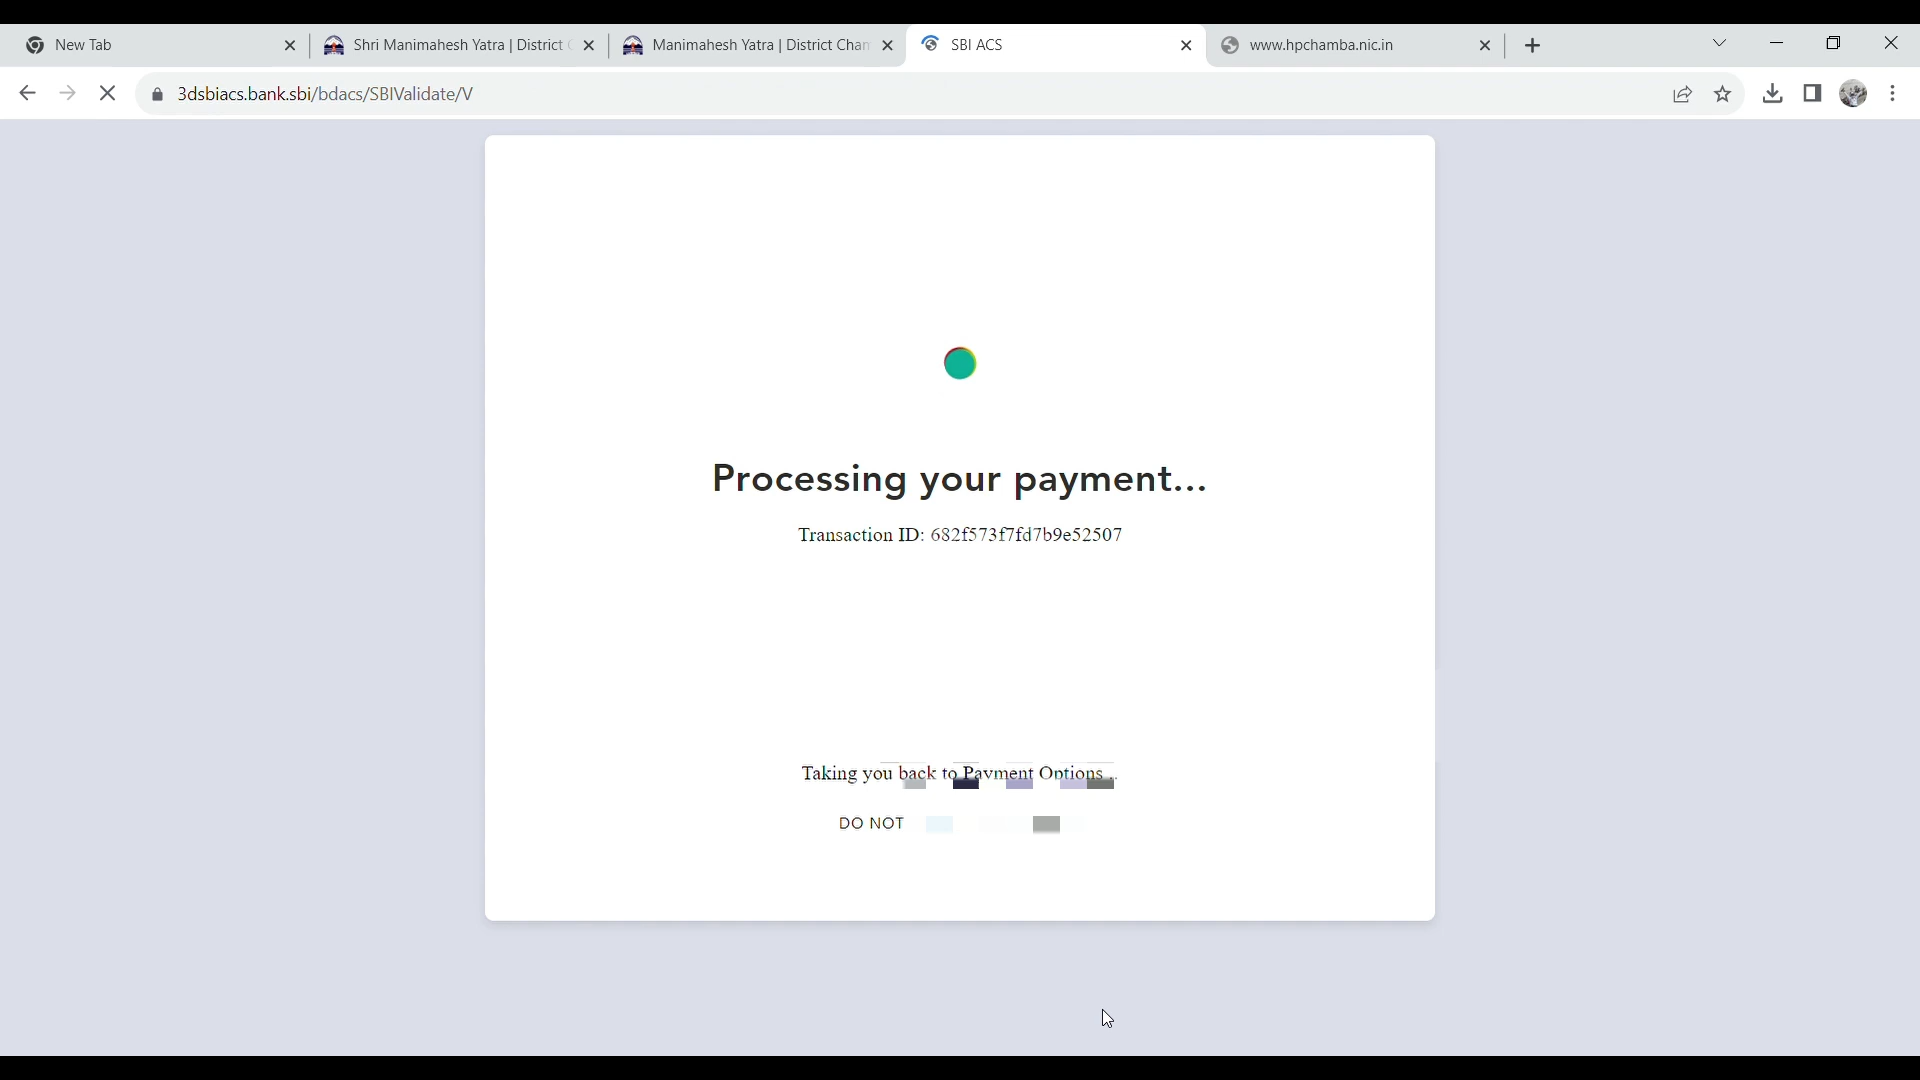 New Tab
Shri Manimahesh Yatra | District
Manimahesh Yatra | District Cham
SBI ACS
www.hpchamba.nic.in
3dsbiacs.bank.sbi/bdacs/SBIValidate/V
Processing your payment...
Transaction ID: 682f573f7fd7b9e52507
Taking you back to Payment Options...
DO NOT